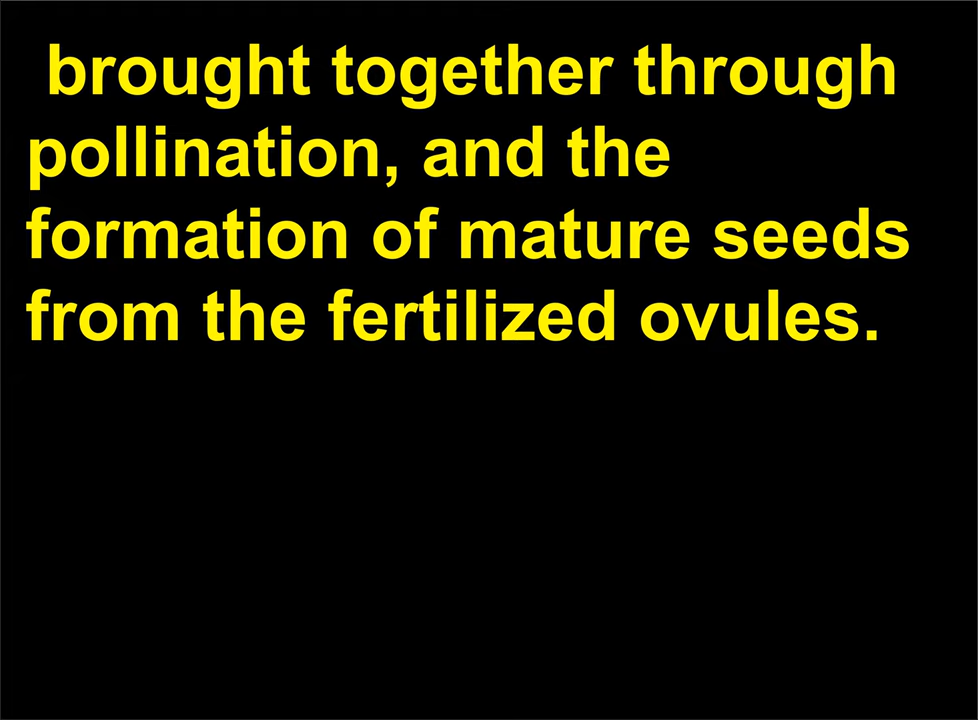 brought together through
pollination, and the
formation of mature seeds
from the fertilized ovules.